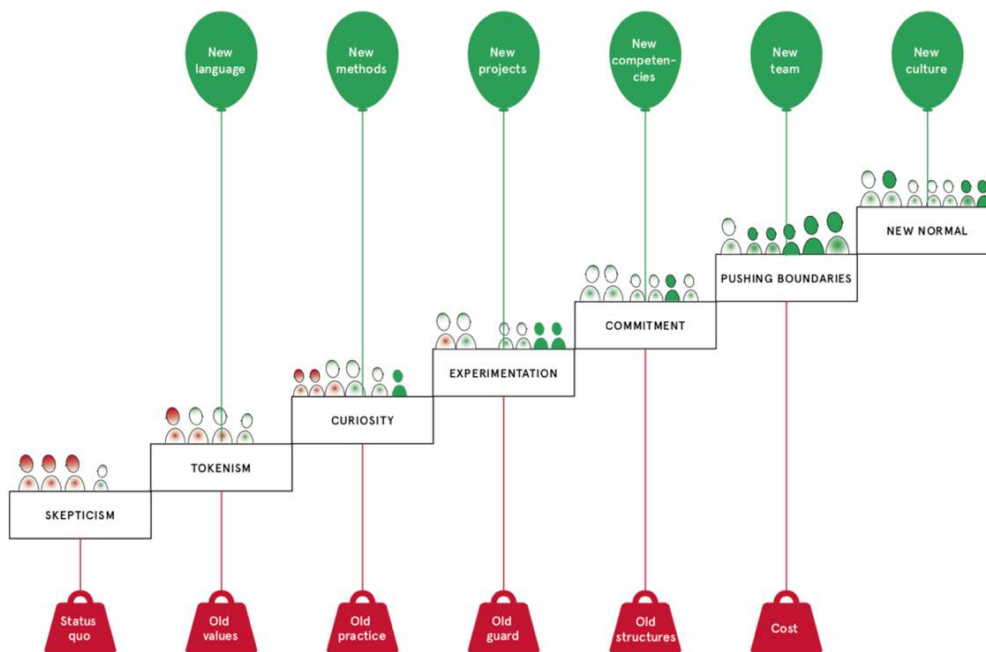 New
language
New
methods
New
projects
New
competen-
cies
New
team
New
culture
NEW NORMAL
PUSHING BOUNDARIES
COMMITMENT
EXPERIMENTATION
CURIOSITY
TOKENISM
SKEPTICISM
Status
quo
Old
values
Old
practice
Old
guard
Old
structures
Cost